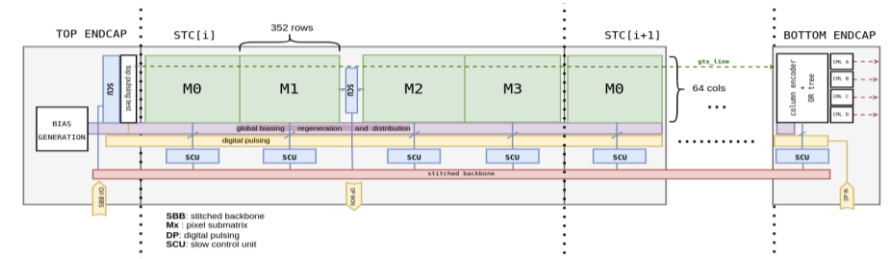 TOP ENDCAP
STC[i]
352 rows
STC[i+1]
BOTTOM ENDCAP
SCU
top pulsing test
M0
M1
SCU
M2
M3
M0
gtx_line
64 cols
column encoder
+
OR tree
CML A
CML B
CML C
CML D
BIAS
GENERATION
global biasing regeneration and distribution
digital pulsing
SCU
SCU
SCU
SCU
SCU
SCU
stitched backbone
SBB: stitched backbone
Mx : pixel submatrix
DP: digital pulsing
SCU: slow control unit